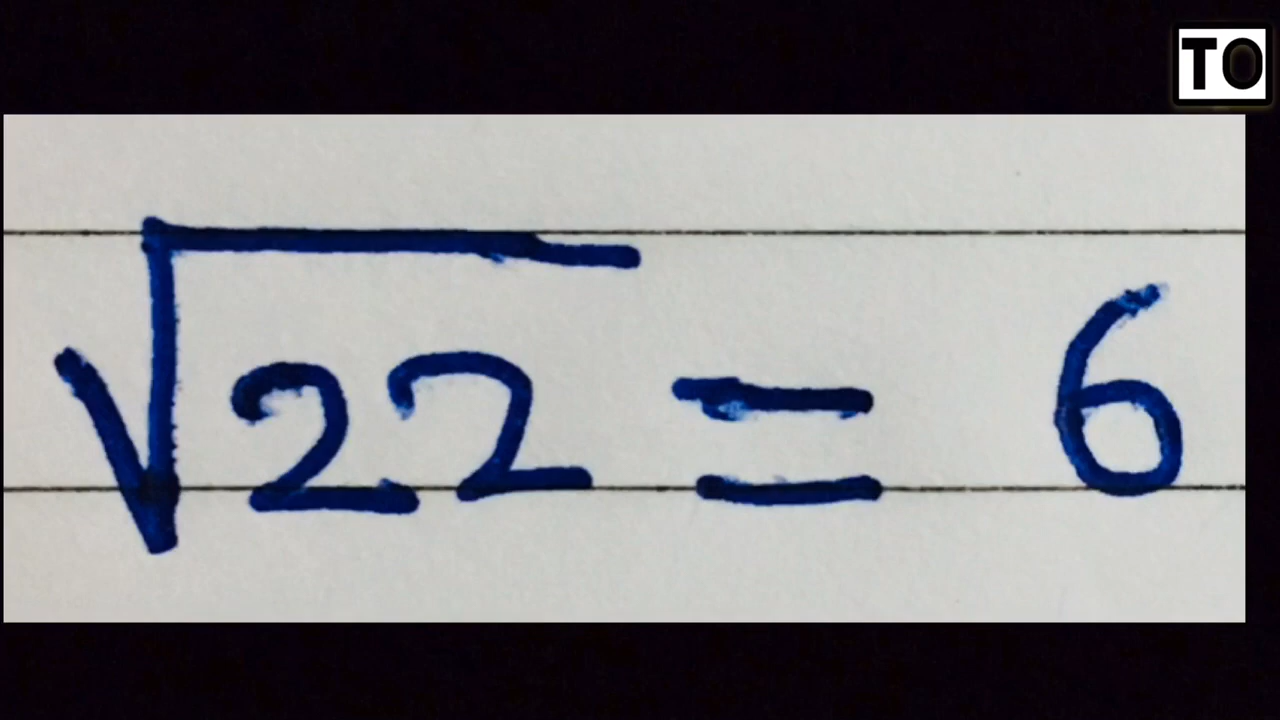 TO
√22 = 6